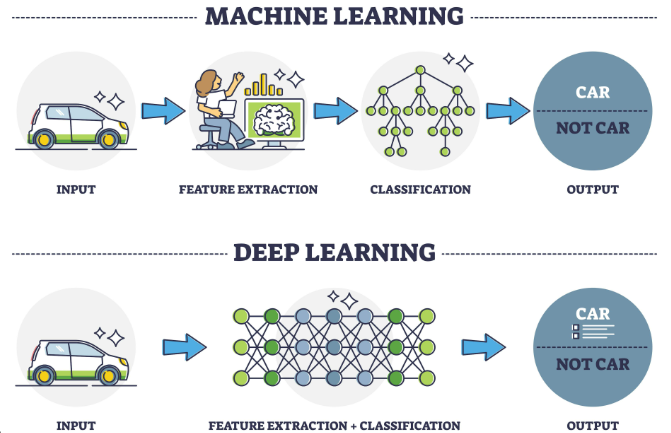 MACHINE LEARNING
CAR
NOT CAR
INPUT
FEATURE EXTRACTION
CLASSIFICATION
OUTPUT
DEEP LEARNING
CAR
NOT CAR
INPUT
FEATURE EXTRACTION + CLASSIFICATION
OUTPUT